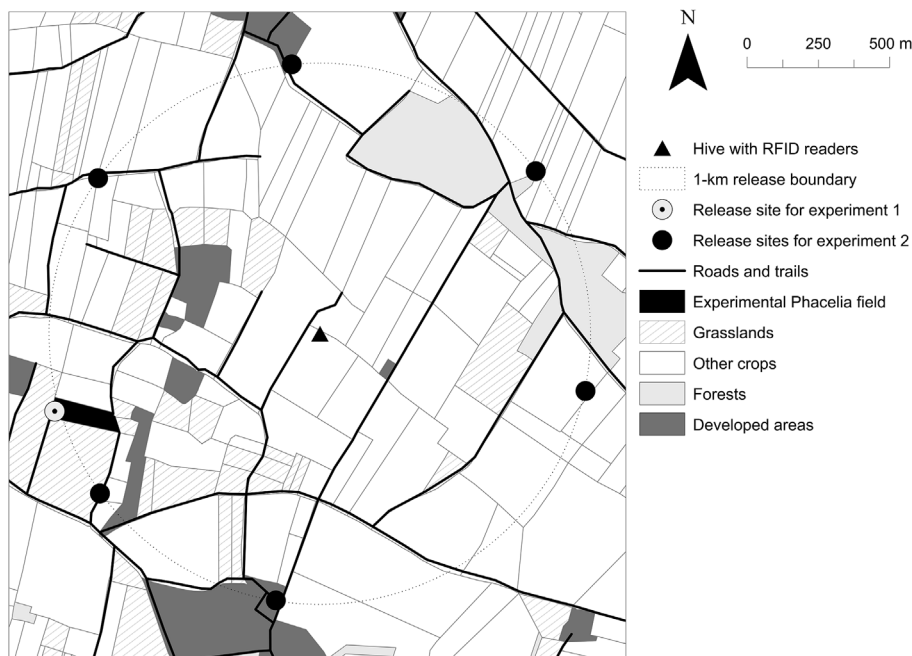 N
0 250 500 m
Hive with RFID readers
1-km release boundary
Release site for experiment 1
Release sites for experiment 2
Roads and trails
Experimental Phacelia field
Grasslands
Other crops
Forests
Developed areas